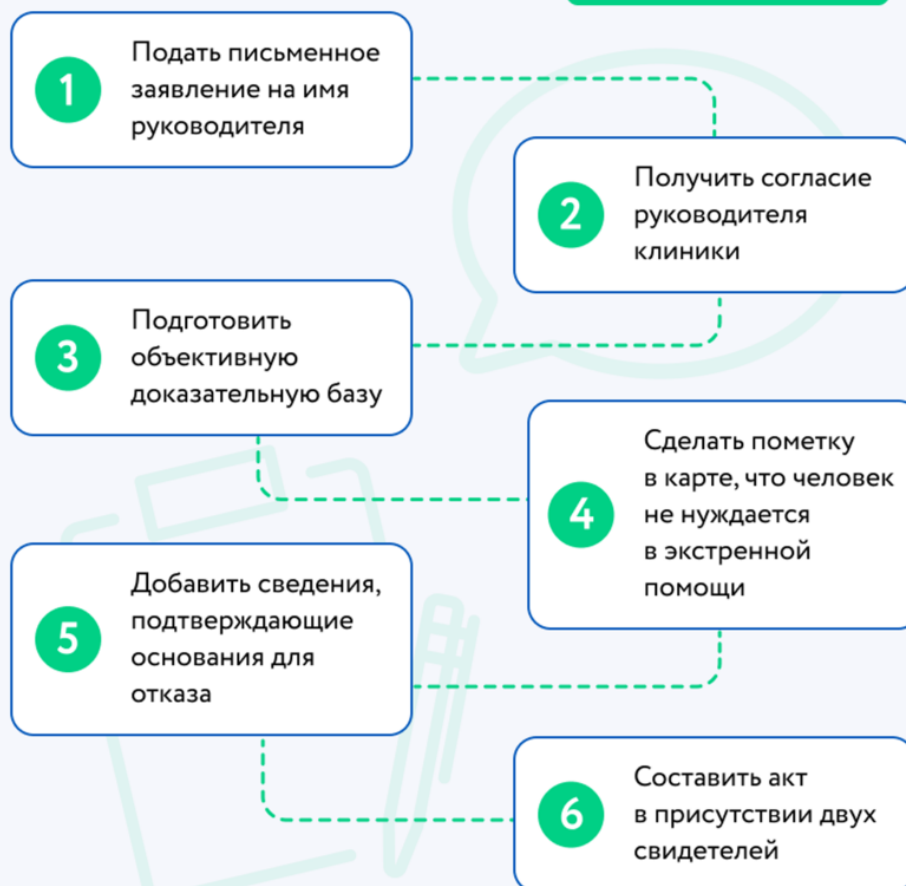 1
Подать письменное
заявление на имя
руководителя
2
Получить согласие
руководителя
клиники
3
Подготовить
объективную
доказательную базу
4
Сделать пометку
в карте, что человек
не нуждается
в экстренной
помощи
5
Добавить сведения,
подтверждающие
основания для
отказа
6
Составить акт
в присутствии двух
свидетелей